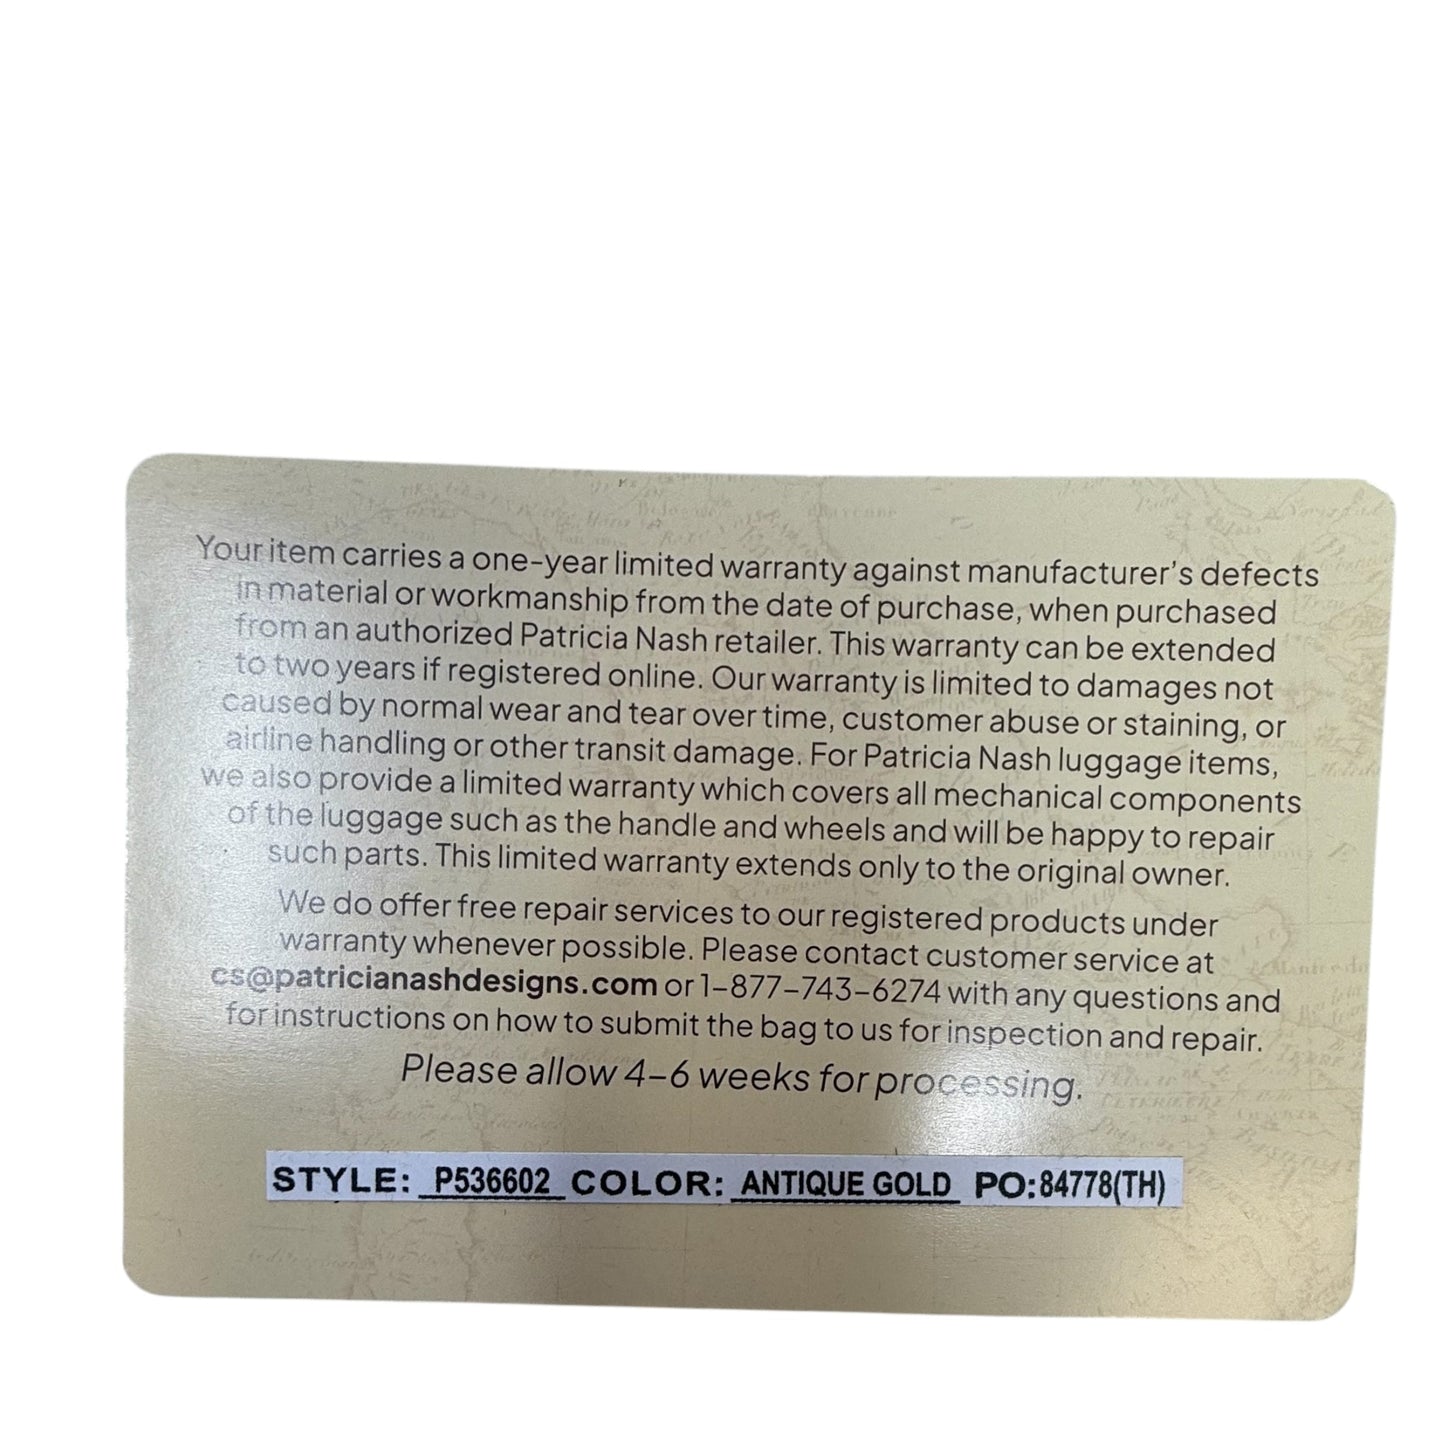 Your item carries a one-year limited warranty against manufacturer's defects
in material or workmanship from the date of purchase, when purchased
from an authorized Patricia Nash retailer. This warranty can be extended
to two years if registered online. Our warranty is limited to damages not
caused by normal wear and tear over time, customer abuse or staining, or
airline handling or other transit damage. For Patricia Nash luggage items,
we also provide a limited warranty which covers all mechanical components
of the luggage such as the handle and wheels and will be happy to repair
such parts. This limited warranty extends only to the original owner.
We do offer free repair services to our registered products under
warranty whenever possible. Please contact customer service at
cs@patricianashdesigns.com or 1-877-743-6274 with any questions and
for instructions on how to submit the bag to us for inspection and repair.
Please allow 4-6 weeks for processing.
STYLE: P536602 COLOR: ANTIQUE GOLD PO:84778(TH)